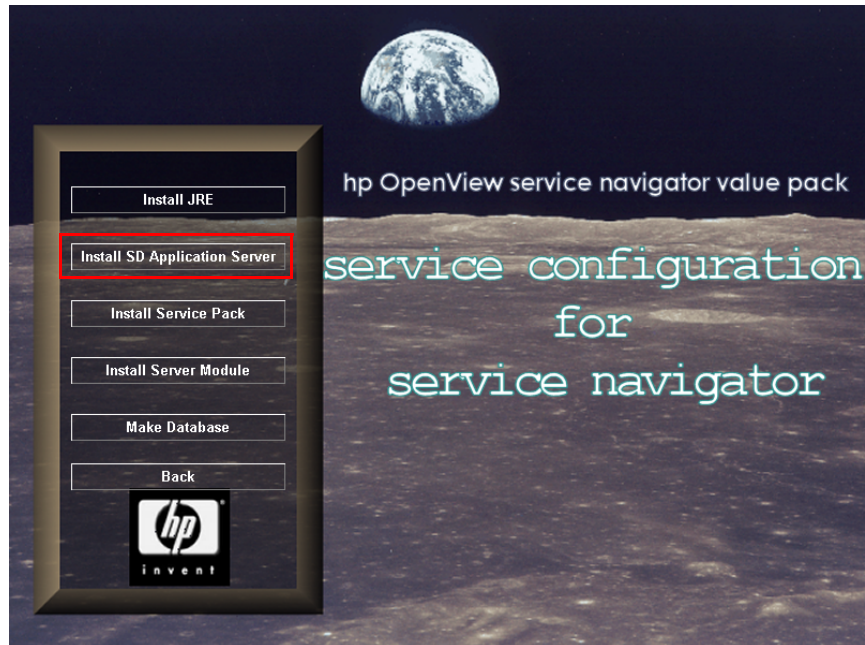 hp OpenView service navigator value pack
service configuration
for
service navigator
Install JRE
Install SD Application Server
Install Service Pack
Install Server Module
Make Database
Back
hp
invent